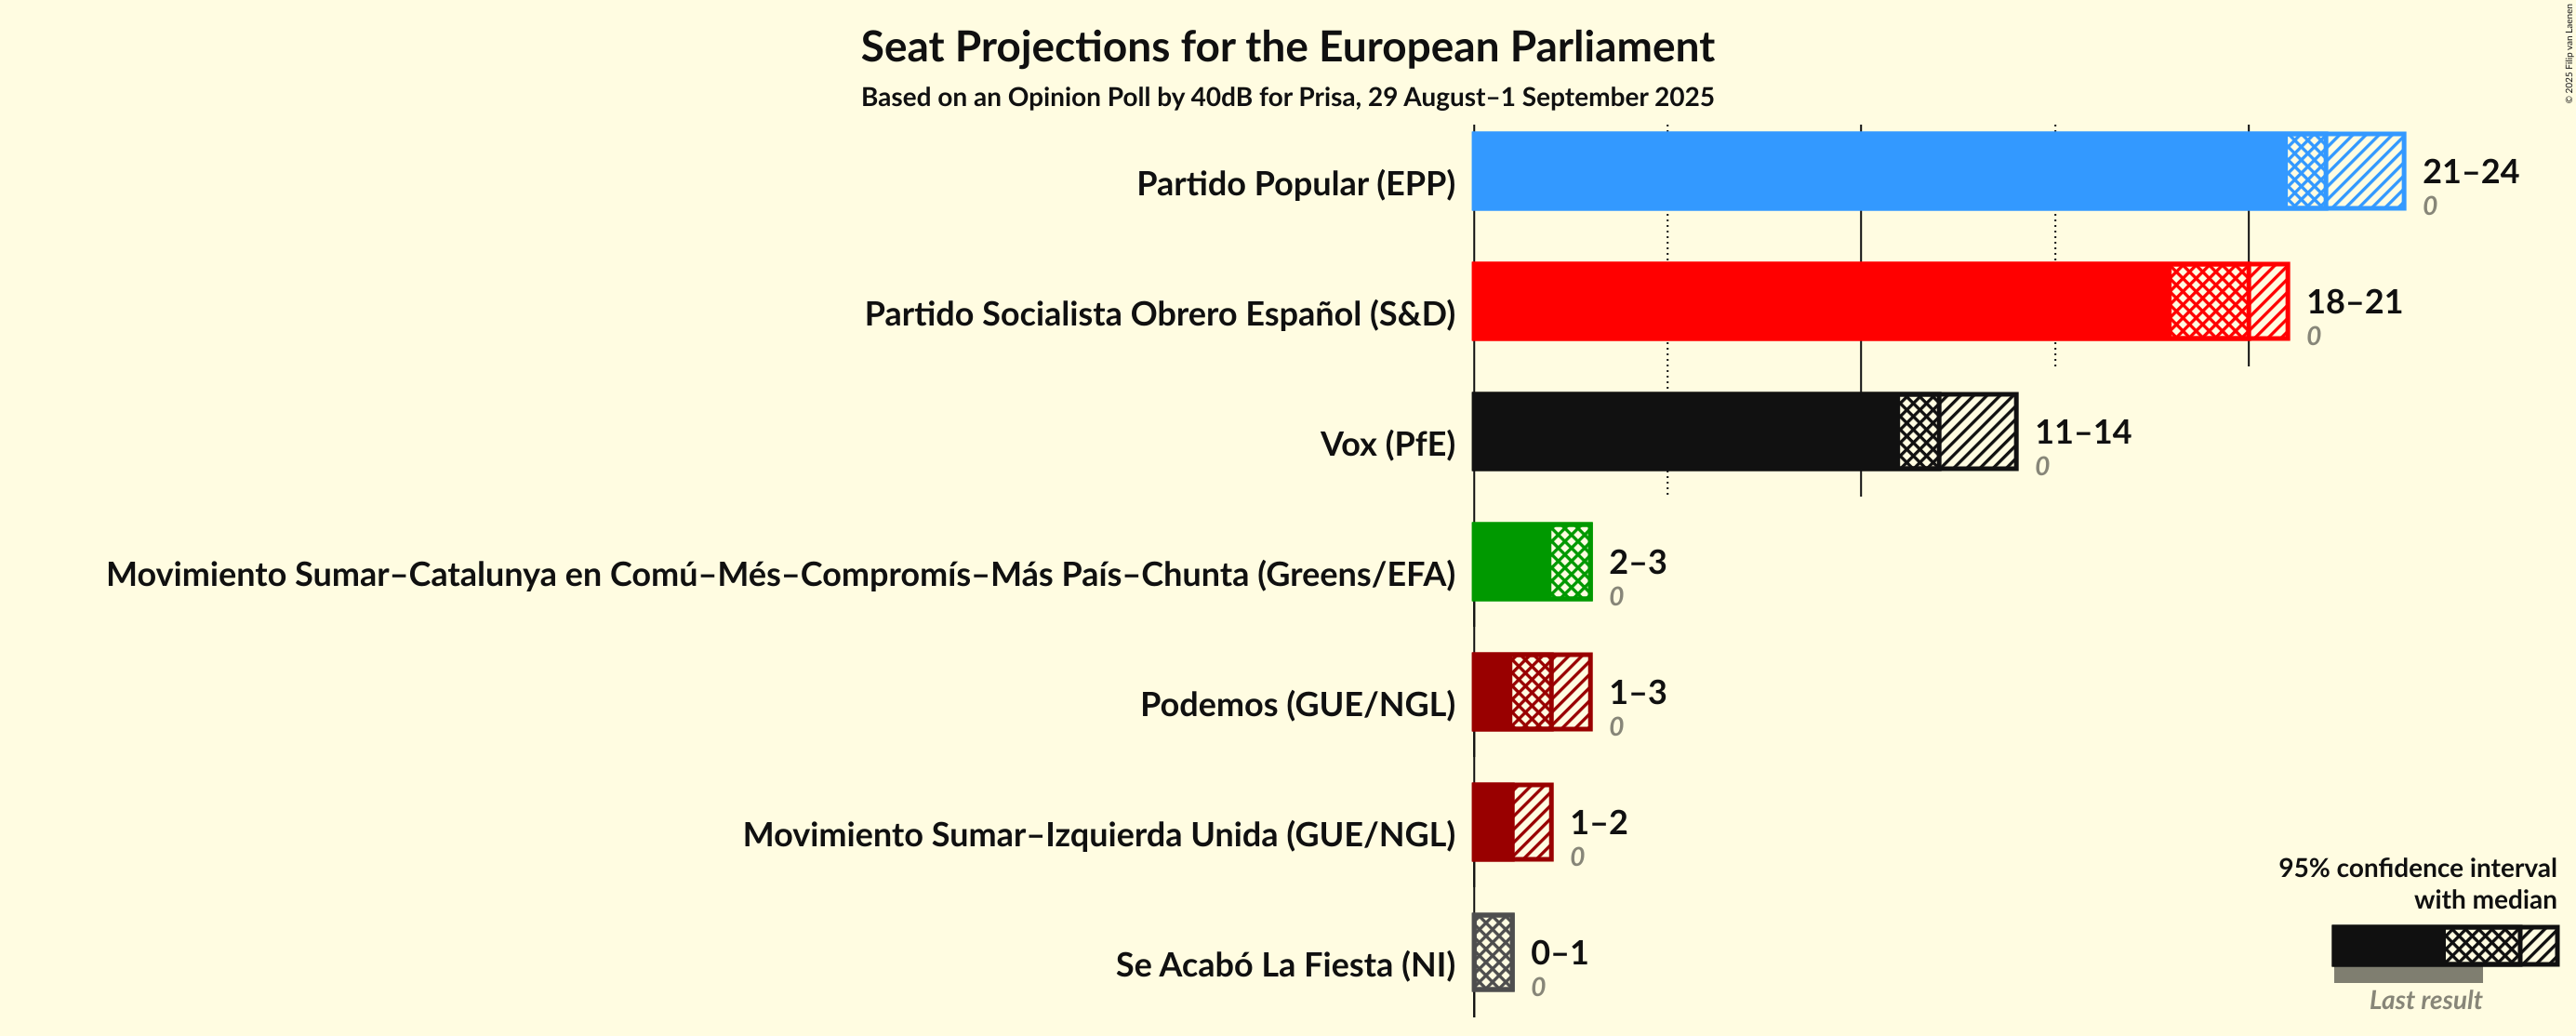 Seat Projections for the European Parliament
Based on an Opinion Poll by 40dB for Prisa, 29 August–1 September 2025
© 2025 Filip van Laenen
Partido Popular (EPP)
21–24
0
Partido Socialista Obrero Español (S&D)
18–21
0
Vox (PfE)
11–14
0
Movimiento Sumar–Catalunya en Comú–Més–Compromís–Más País–Chunta (Greens/EFA)
2–3
0
Podemos (GUE/NGL)
1–3
0
Movimiento Sumar–Izquierda Unida (GUE/NGL)
1–2
0
Se Acabó La Fiesta (NI)
0–1
0
95% confidence interval
with median
Last result